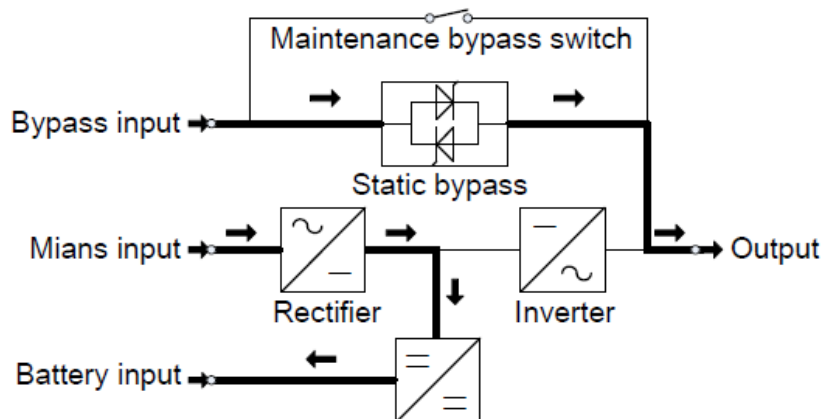 Maintenance bypass switch
Bypass input
Static bypass
Mians input
Output
Rectifier
Inverter
Battery input